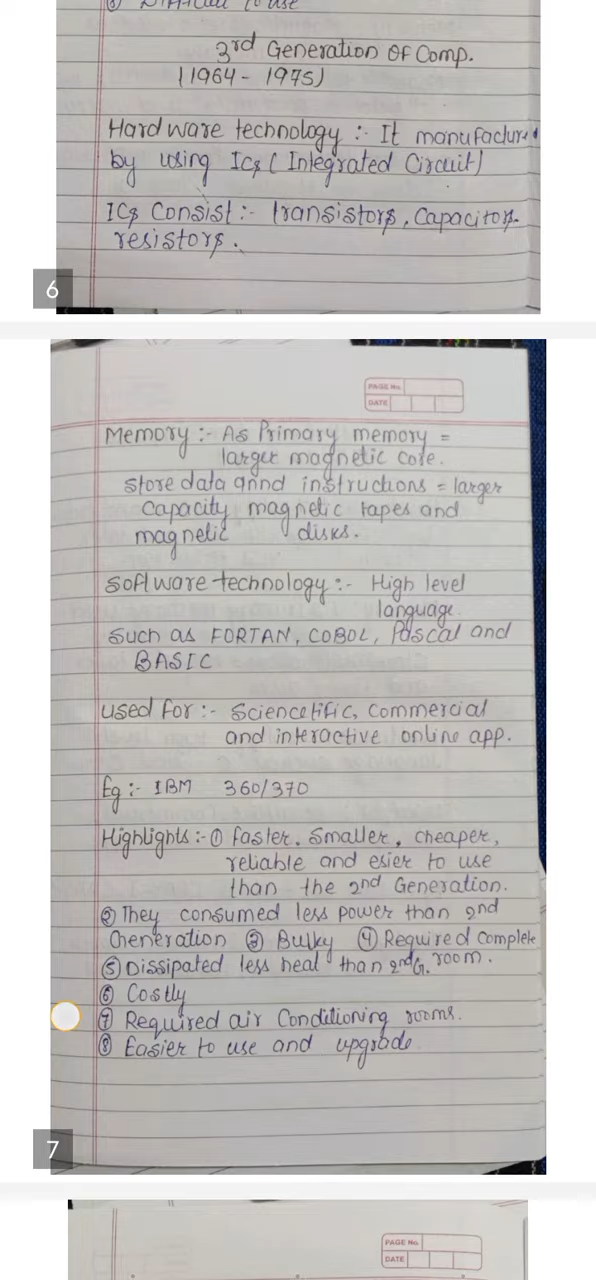 ⑧ Difficult to use
3rd Generation Of Comp.
(1964 - 1975)
Hardware technology :- It manufacture
by using ICs ( Integrated Circuit)
ICs Consist :- transistors, Capacitors
resistors.
6
PAGE No.
DATE
Memory :- As Primary memory =
larger magnetic core.
Store data annd instructions = larger
Capacity magnetic tapes and
magnetic disks.
Software technology :- High level
language.
Such as FORTAN, COBOL, Pascal and
BASIC
used for :- Sciencetific, Commercial
and interactive online app.
Eg :- IBM 360/370
Highlights :- ① faster, Smaller, cheaper,
reliable and esier to use
than the 2nd Generation.
② They consumed less power than 2nd
Gheneration ③ Bulky ④ Required Complete
⑤ Dissipated less heat than 2nd G. room.
⑥ Costly
⑦ Required air Conditioning rooms.
⑧ Easier to use and upgrade.
7
PAGE No.
DATE